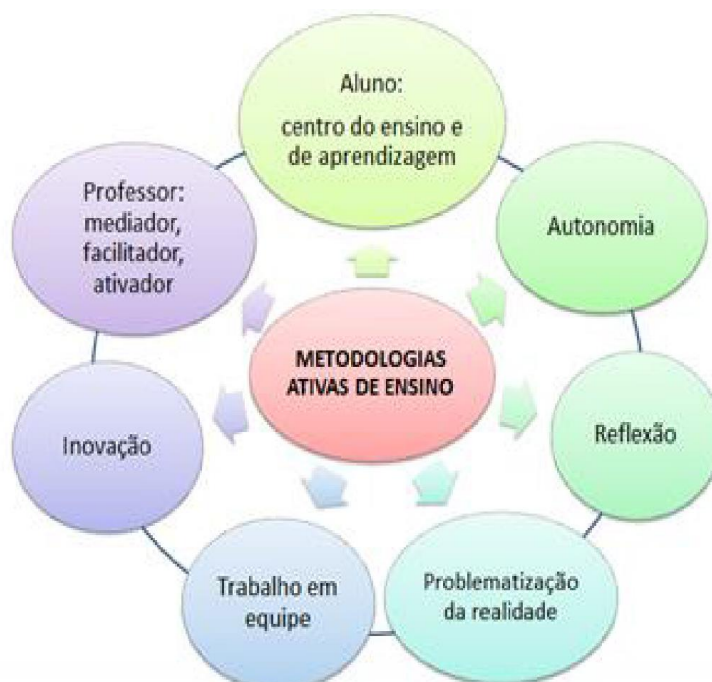 Aluno:
centro do ensino e
de aprendizagem
Autonomia
Reflexão
Problematização
da realidade
Trabalho em
equipe
Inovação
Professor:
mediador,
facilitador,
ativador
METODOLOGIAS
ATIVAS DE ENSINO